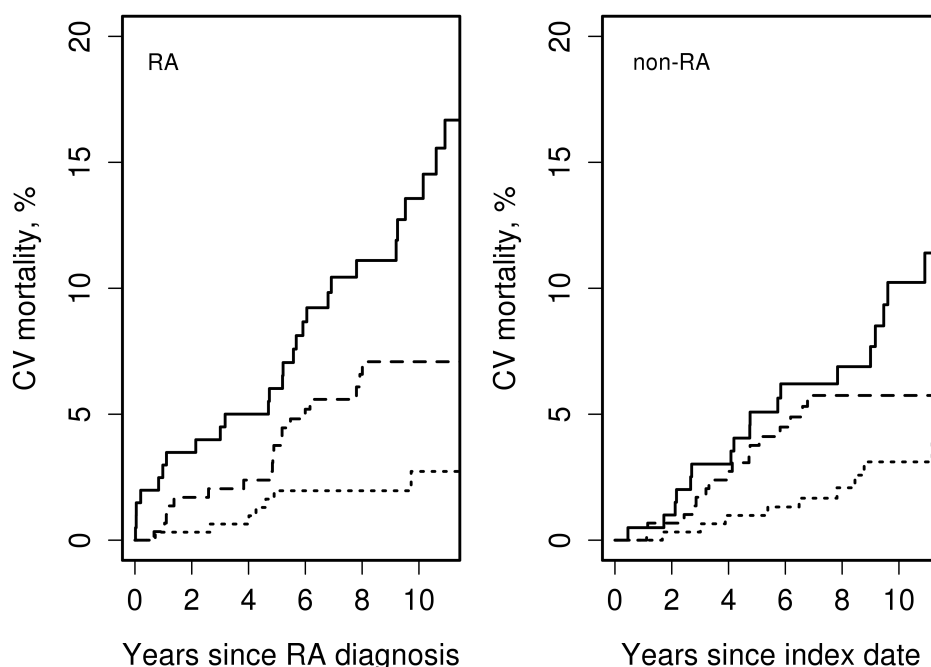 RA
CV mortality, %
20
15
10
5
0
0 2 4 6 8 10
Years since RA diagnosis
non-RA
CV mortality, %
20
15
10
5
0
0 2 4 6 8 10
Years since index date